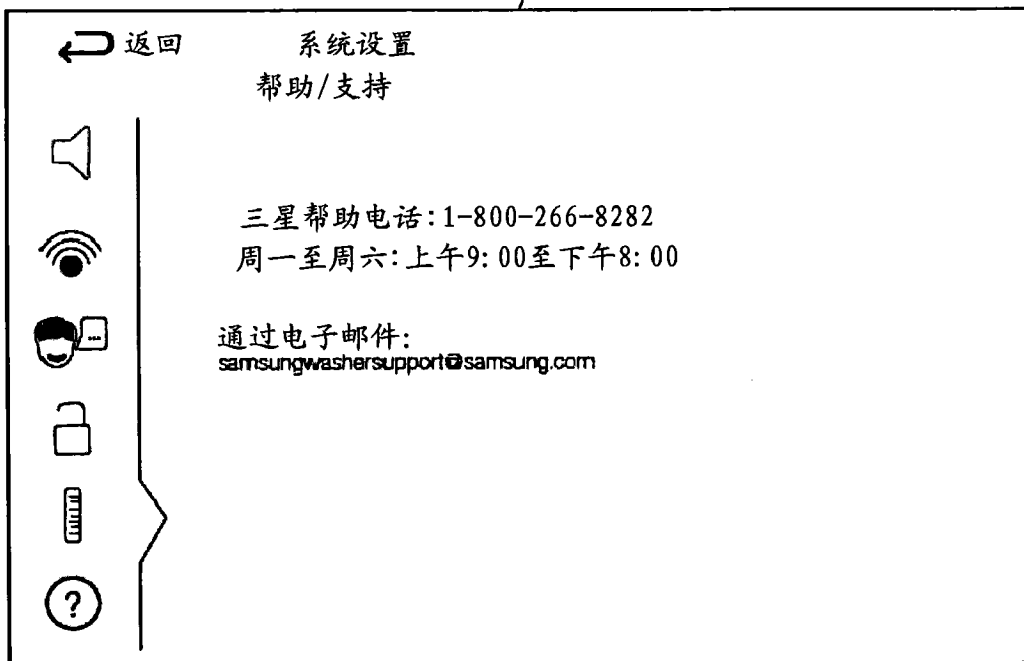 返回
系统设置
帮助/支持
三星帮助电话:1-800-266-8282
周一至周六:上午9:00至下午8:00
通过电子邮件:
samsungwashersupport@samsung.com
?